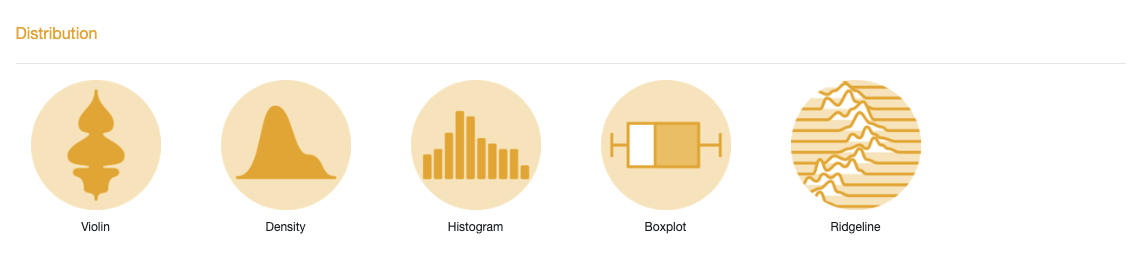 Distribution
Violin
Density
Histogram
Boxplot
Ridgeline